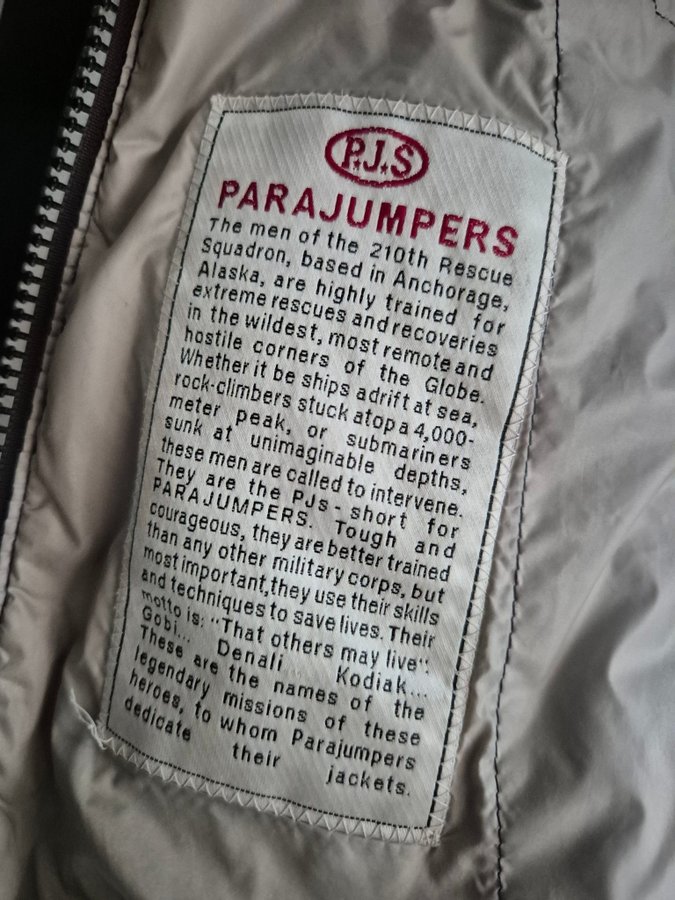 P.J.S
PARAJUMPERS
The men of the 210th Rescue
Squadron, based in Anchorage,
Alaska, are highly trained for
extreme rescues and recoveries
in the wildest, most remote and
hostile corners of the Globe.
Whether it be ships adrift at sea,
rock-climbers stuck atop a 4,000-
meter peak, or submariners
sunk at unimaginable depths,
these men are called to intervene.
They are the PJs - short for
PARAJUMPERS. Tough and
courageous, they are better trained
than any other military corps, but
most important, they use their skills
and techniques to save lives. Their
motto is: "That others may live".
Gobi... Denali... Kodiak...
These are the names of the
legendary missions of these
heroes, to whom Parajumpers
dedicate their jackets.